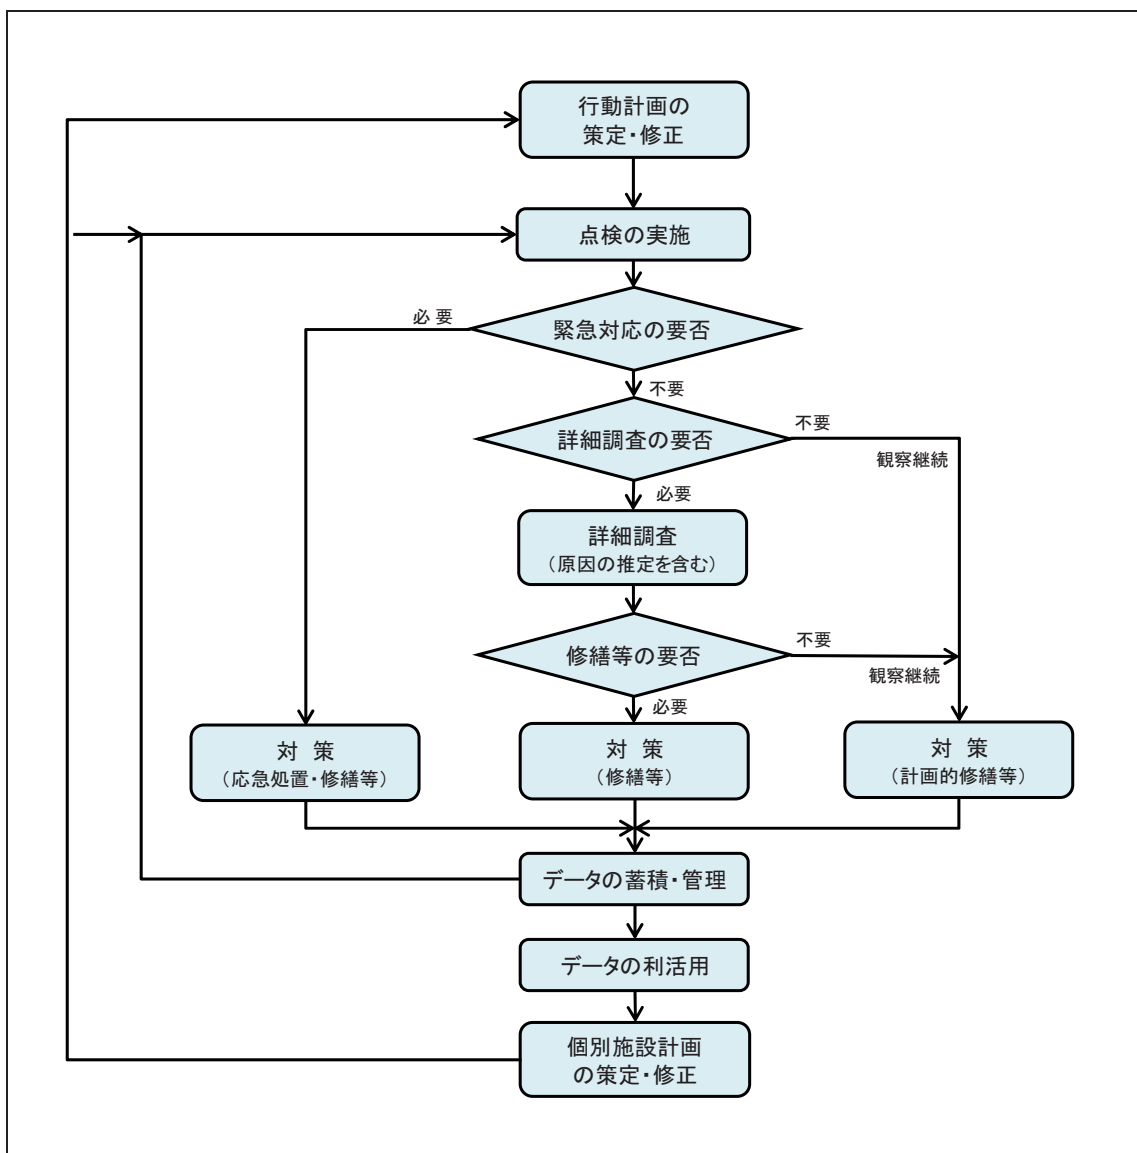 行動計画の
策定・修正
点検の実施
必 要
緊急対応の要否
不要
詳細調査の要否
不要
観察継続
必要
詳細調査
（原因の推定を含む）
修繕等の要否
不要
観察継続
必要
対 策
（応急処置・修繕等）
対 策
（修繕等）
対 策
（計画的修繕等）
データの蓄積・管理
データの利活用
個別施設計画
の策定・修正